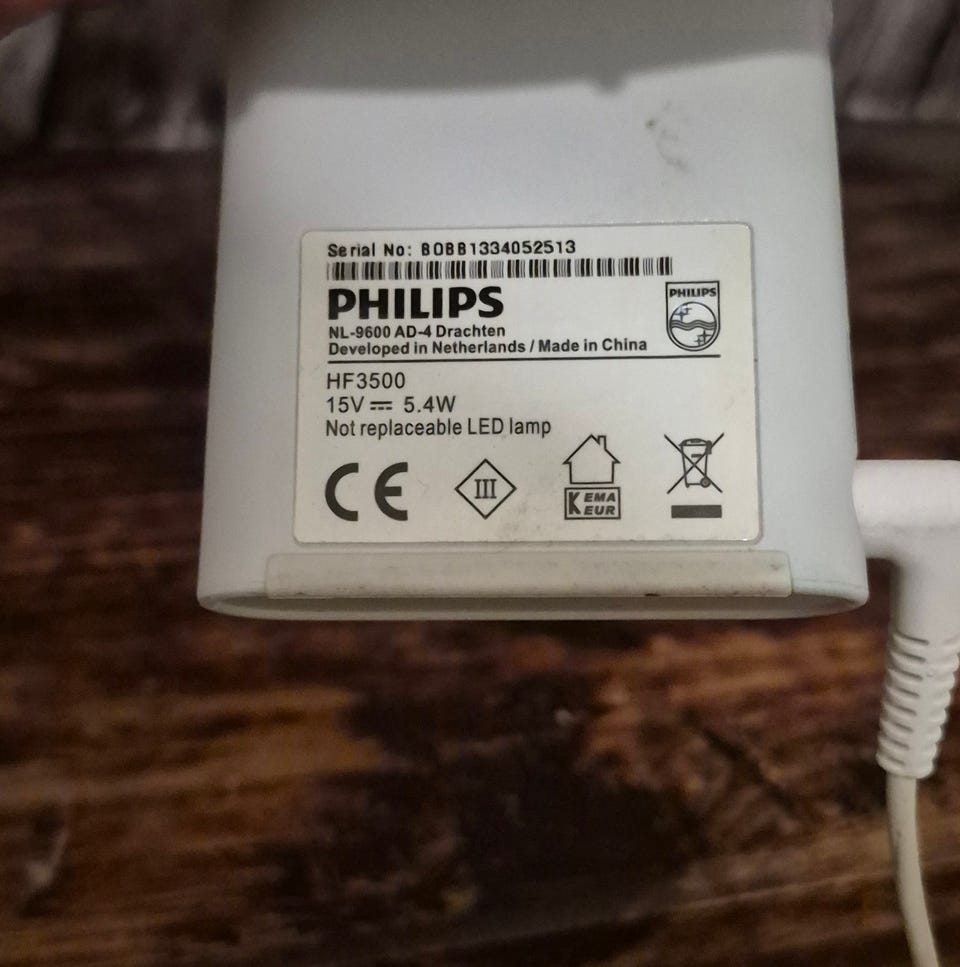 Serial No: BOBB1334052513
PHILIPS
PHILIPS
NL-9600 AD-4 Drachten
Developed in Netherlands / Made in China
HF3500
15V ⎓ 5.4W
Not replaceable LED lamp
CE
III
KEMA
EUR